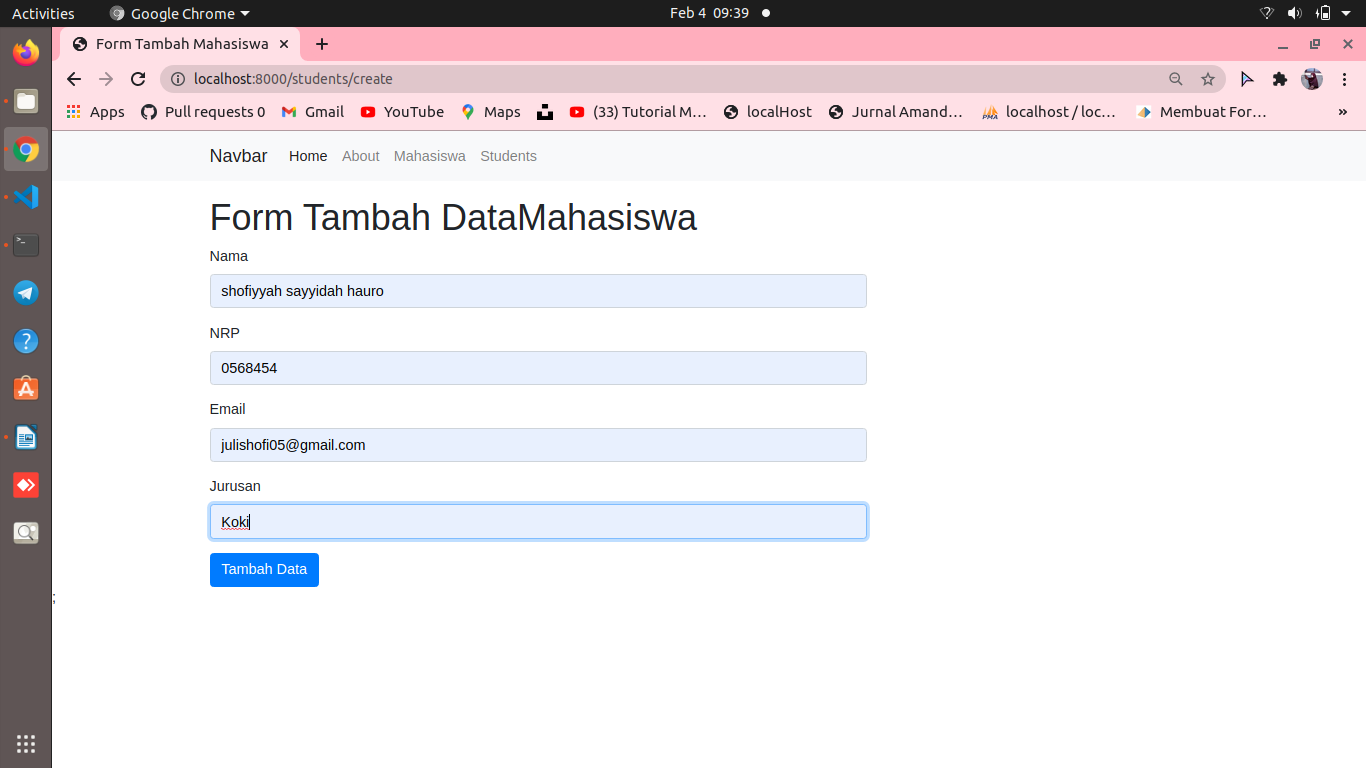 Activities Google Chrome Feb 4 09:39
Form Tambah Mahasiswa
localhost:8000/students/create
Apps Pull requests 0 Gmail YouTube Maps (33) Tutorial M… localHost Jurnal Amand… PMA localhost / loc… Membuat For… »
Navbar Home About Mahasiswa Students
Form Tambah DataMahasiswa
Nama
shofiyyah sayyidah hauro
NRP
0568454
Email
julishofi05@gmail.com
Jurusan
Koki
Tambah Data
;